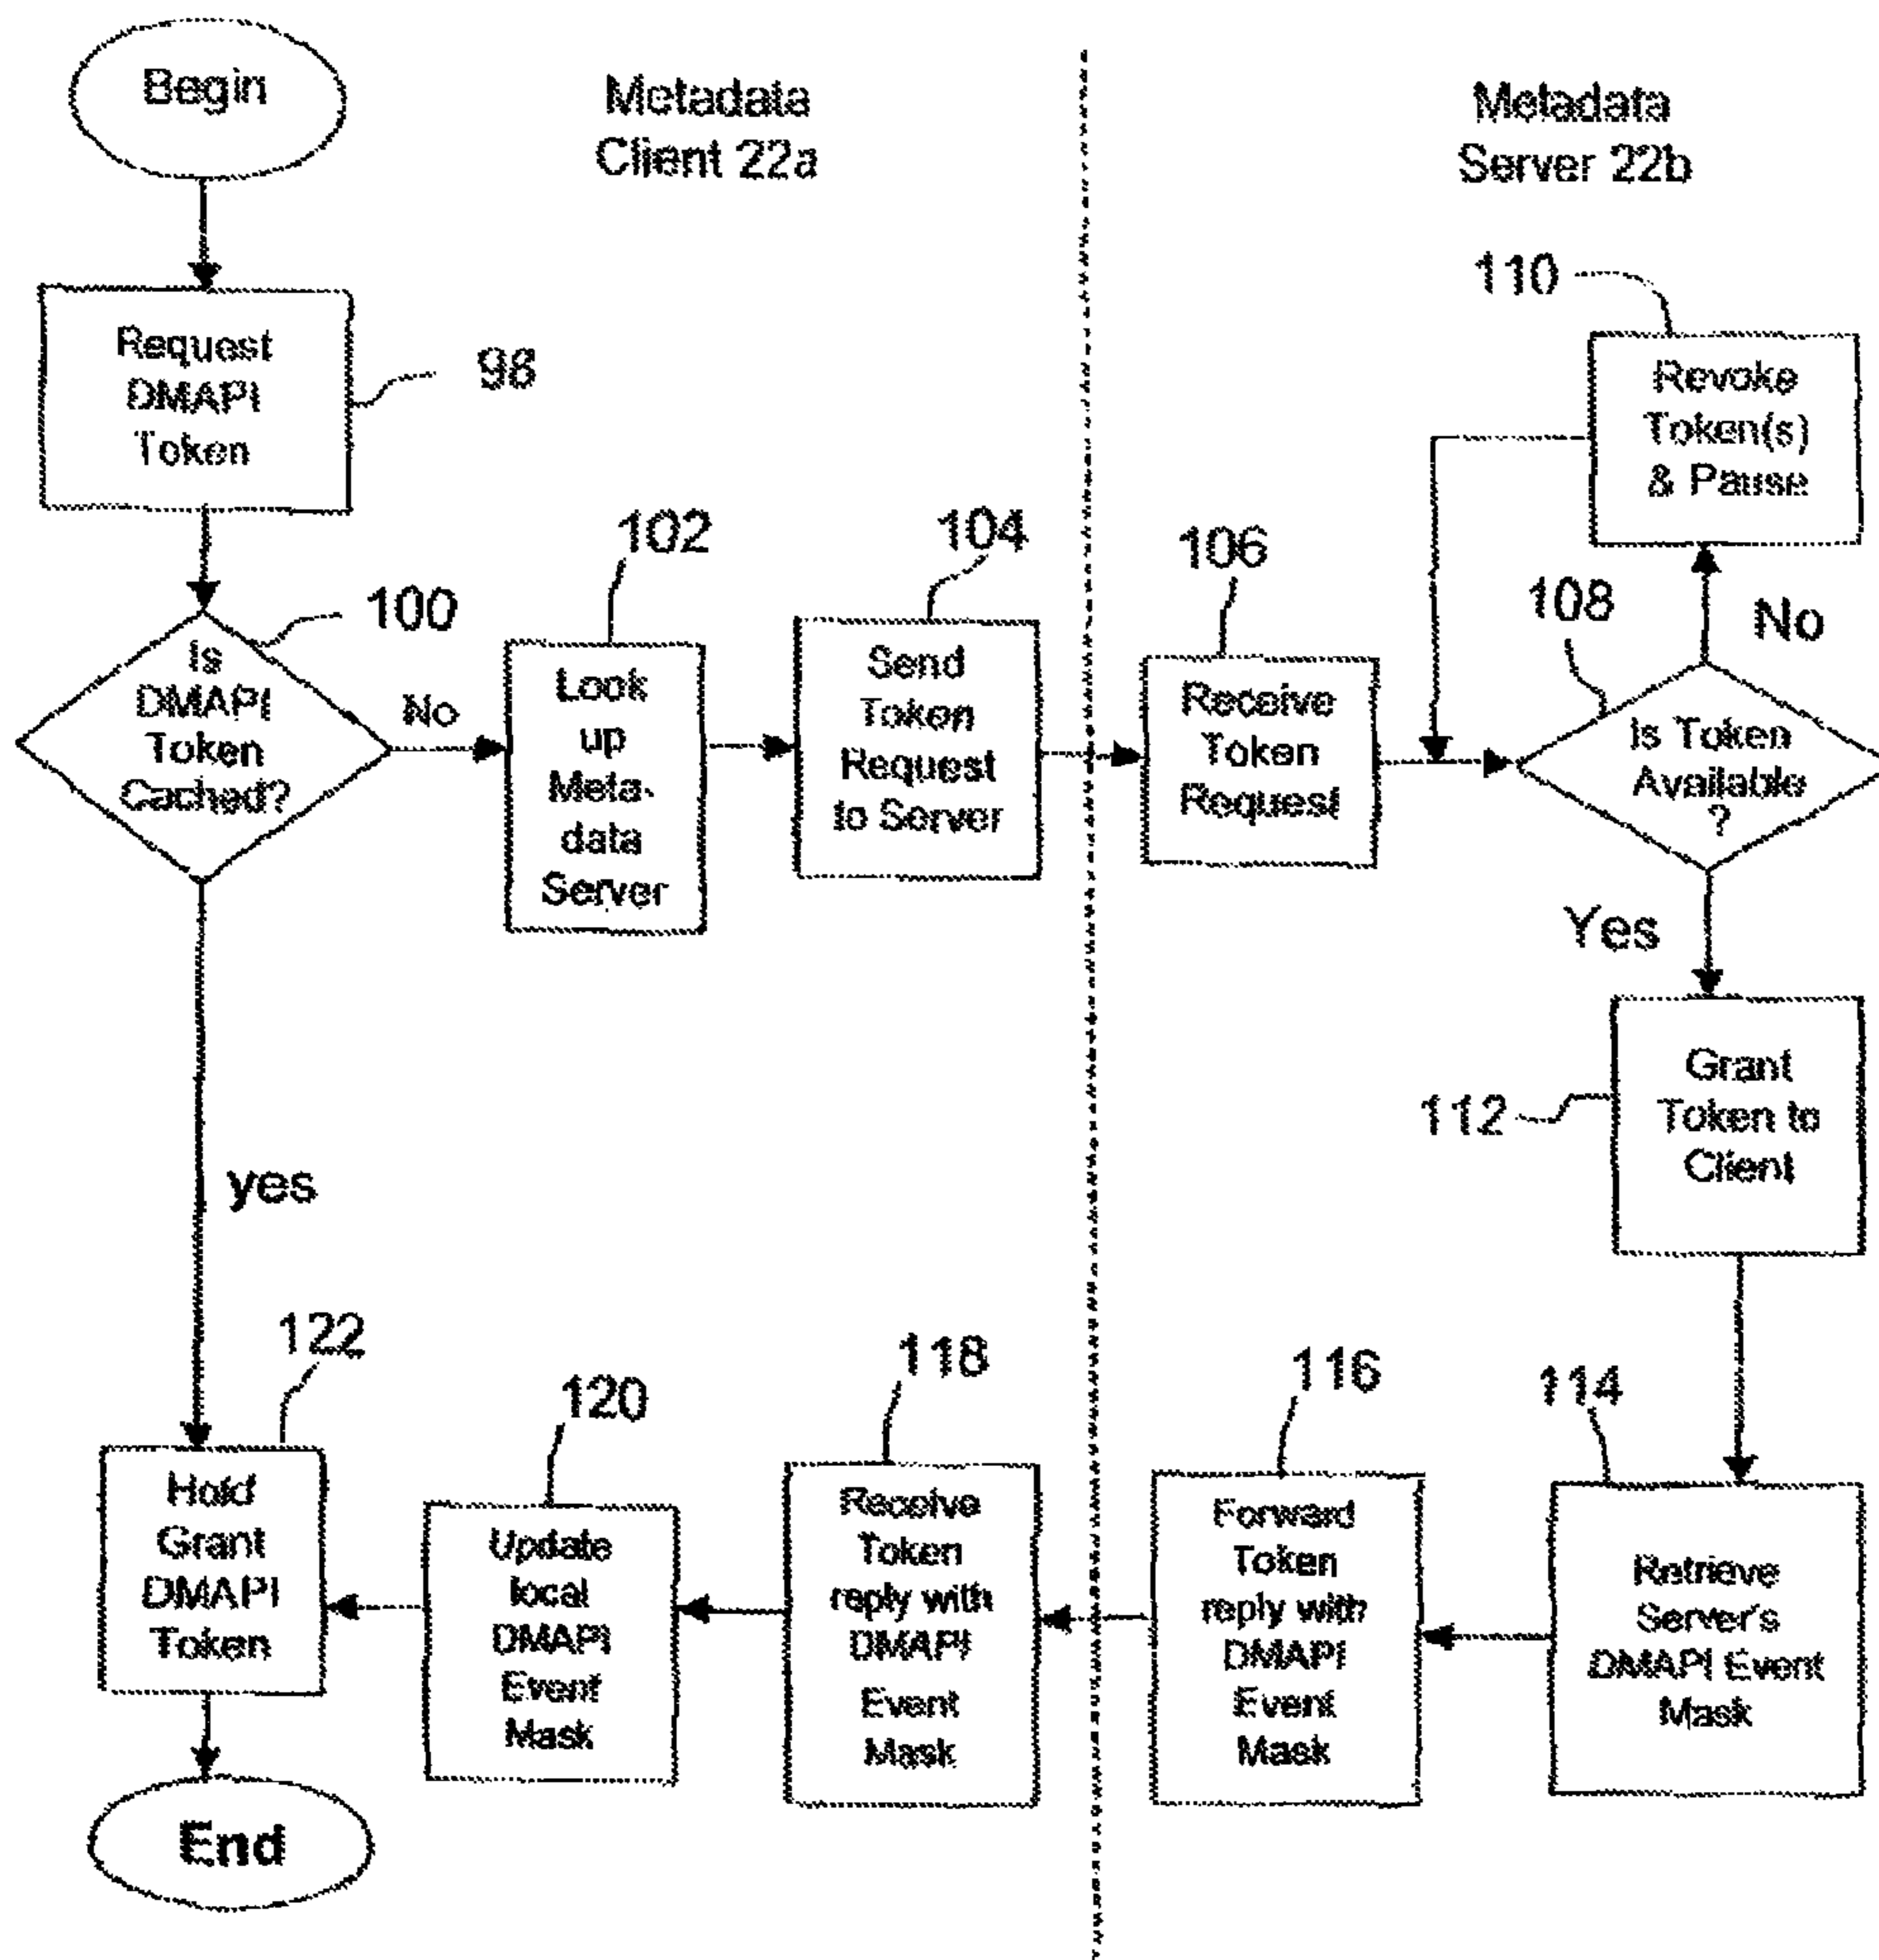 Begin
Metadata
Client 22a
Metadata
Server 22b
Request
DMAPI
Token
98
Is
DMAPI
Token
Cached?
100
No
yes
102
Look
up
Meta-
data
Server
104
Send
Token
Request
to Server
106
Receive
Token
Request
108
Is Token
Available
?
No
110
Revoke
Token(s)
& Pause
Yes
112
Grant
Token to
Client
114
Retrieve
Server's
DMAPI Event
Mask
116
Forward
Token
reply with
DMAPI
Event
Mask
118
Receive
Token
reply with
DMAPI
Event
Mask
120
Update
local
DMAPI
Event
Mask
122
Hold
Grant
DMAPI
Token
End